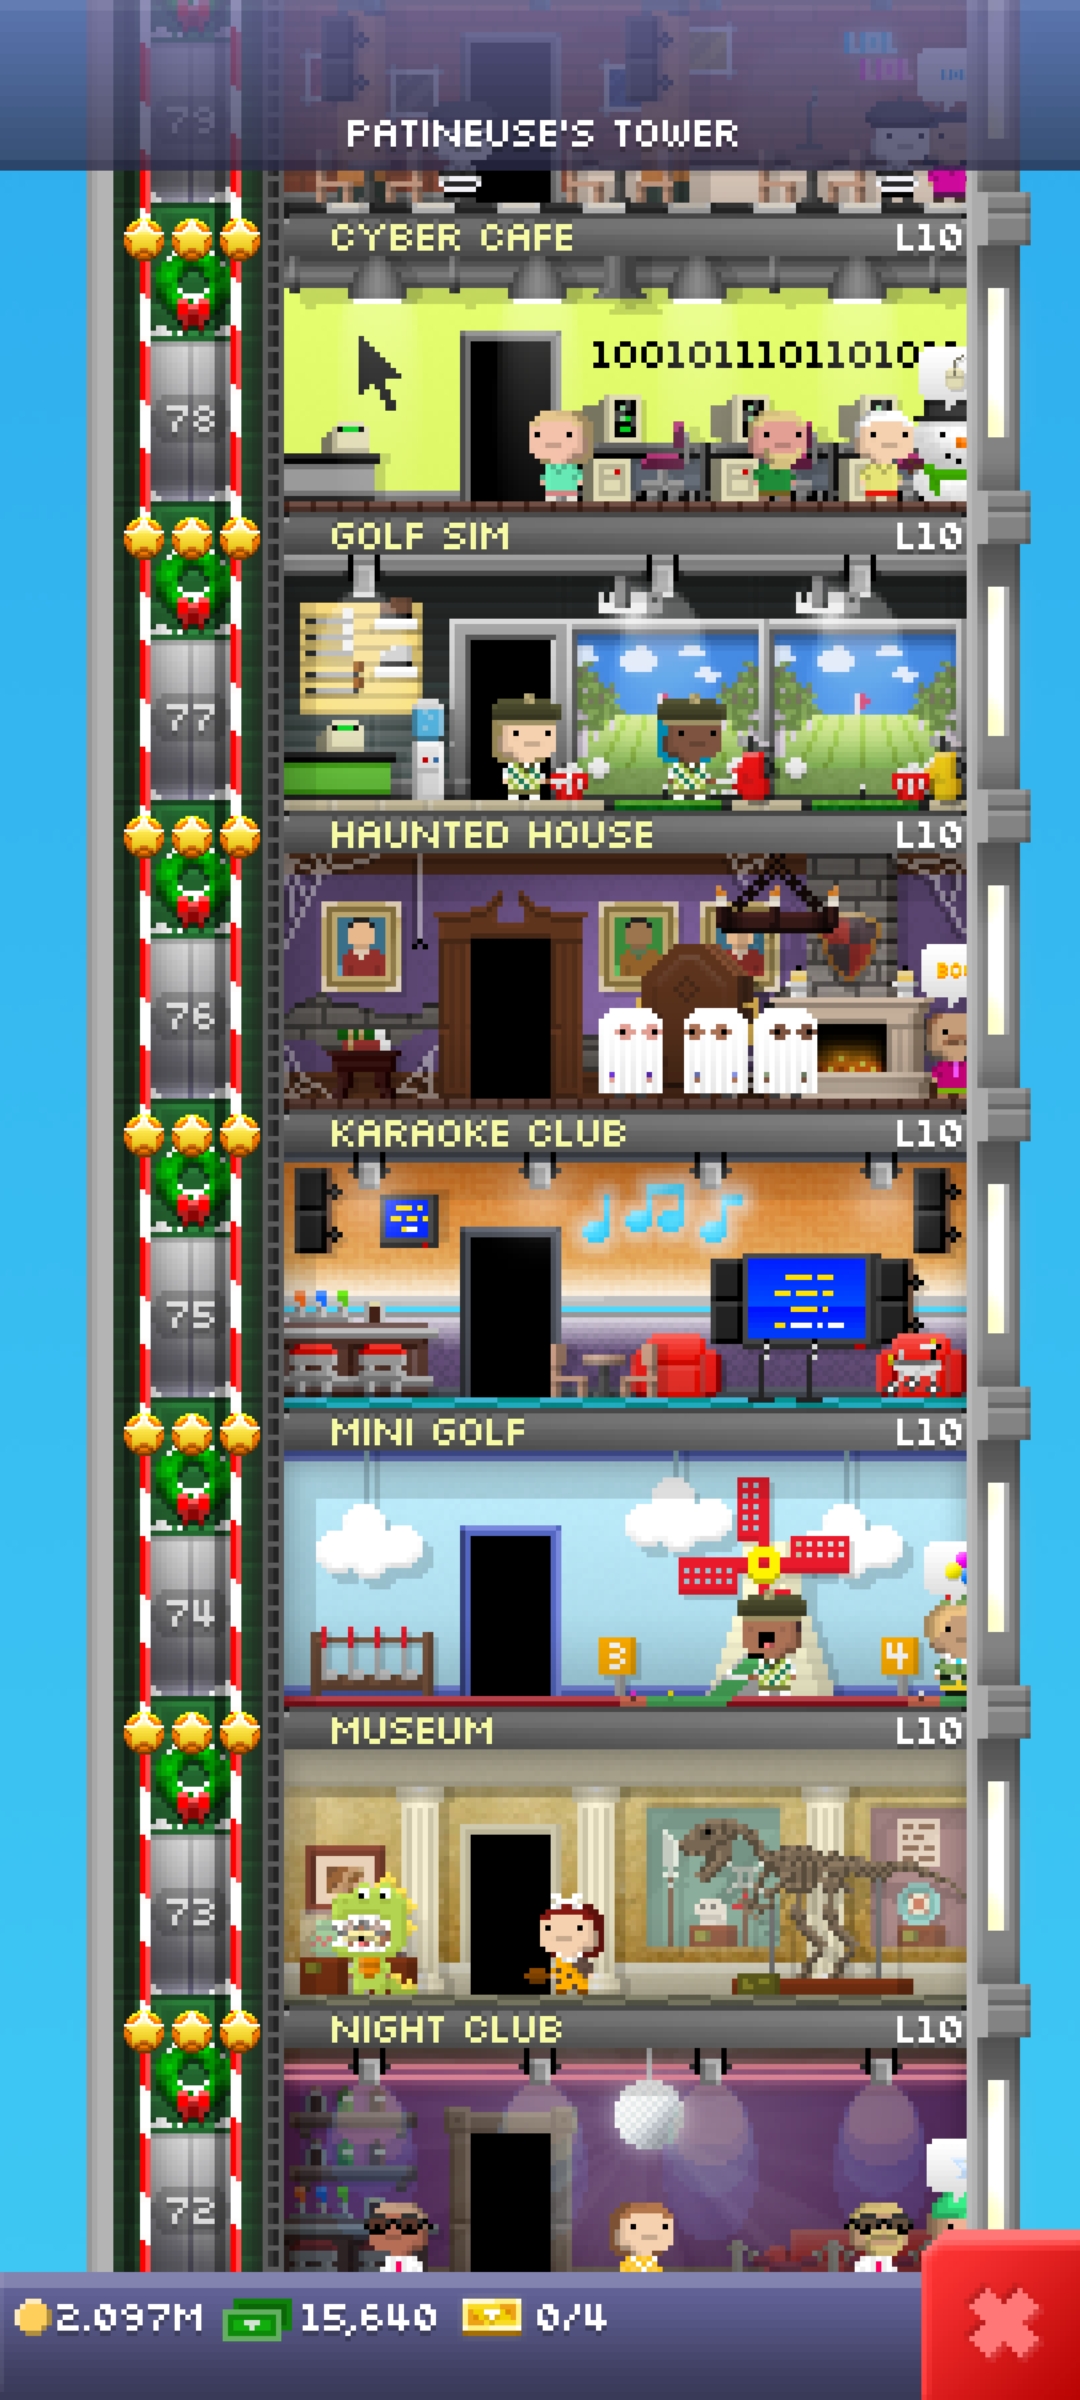 LIOL
LIOL
79
PATINEUSE'S TOWER
CYBER CAFE L10
78
GOLF SIM L10
77
HAUNTED HOUSE L10
76
KARAOKE CLUB L10
75
MINI GOLF L10
74
3
4
MUSEUM L10
73
NIGHT CLUB L10
72
2.097M 15,640 0/4